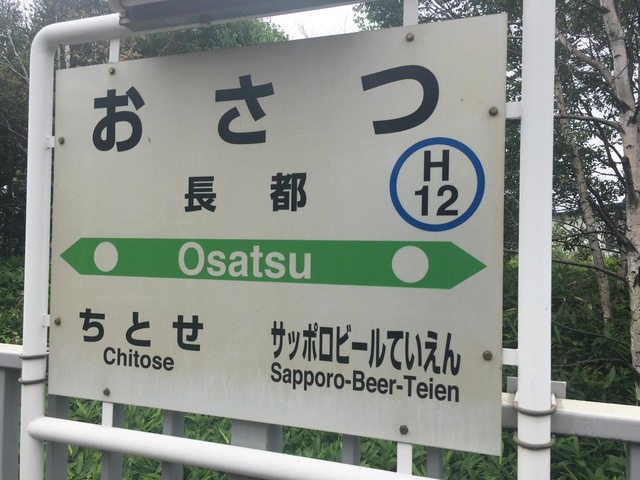 おさつ
長都
H
12
Osatsu
ちとせ
Chitose
サッポロビールていえん
Sapporo-Beer-Teien